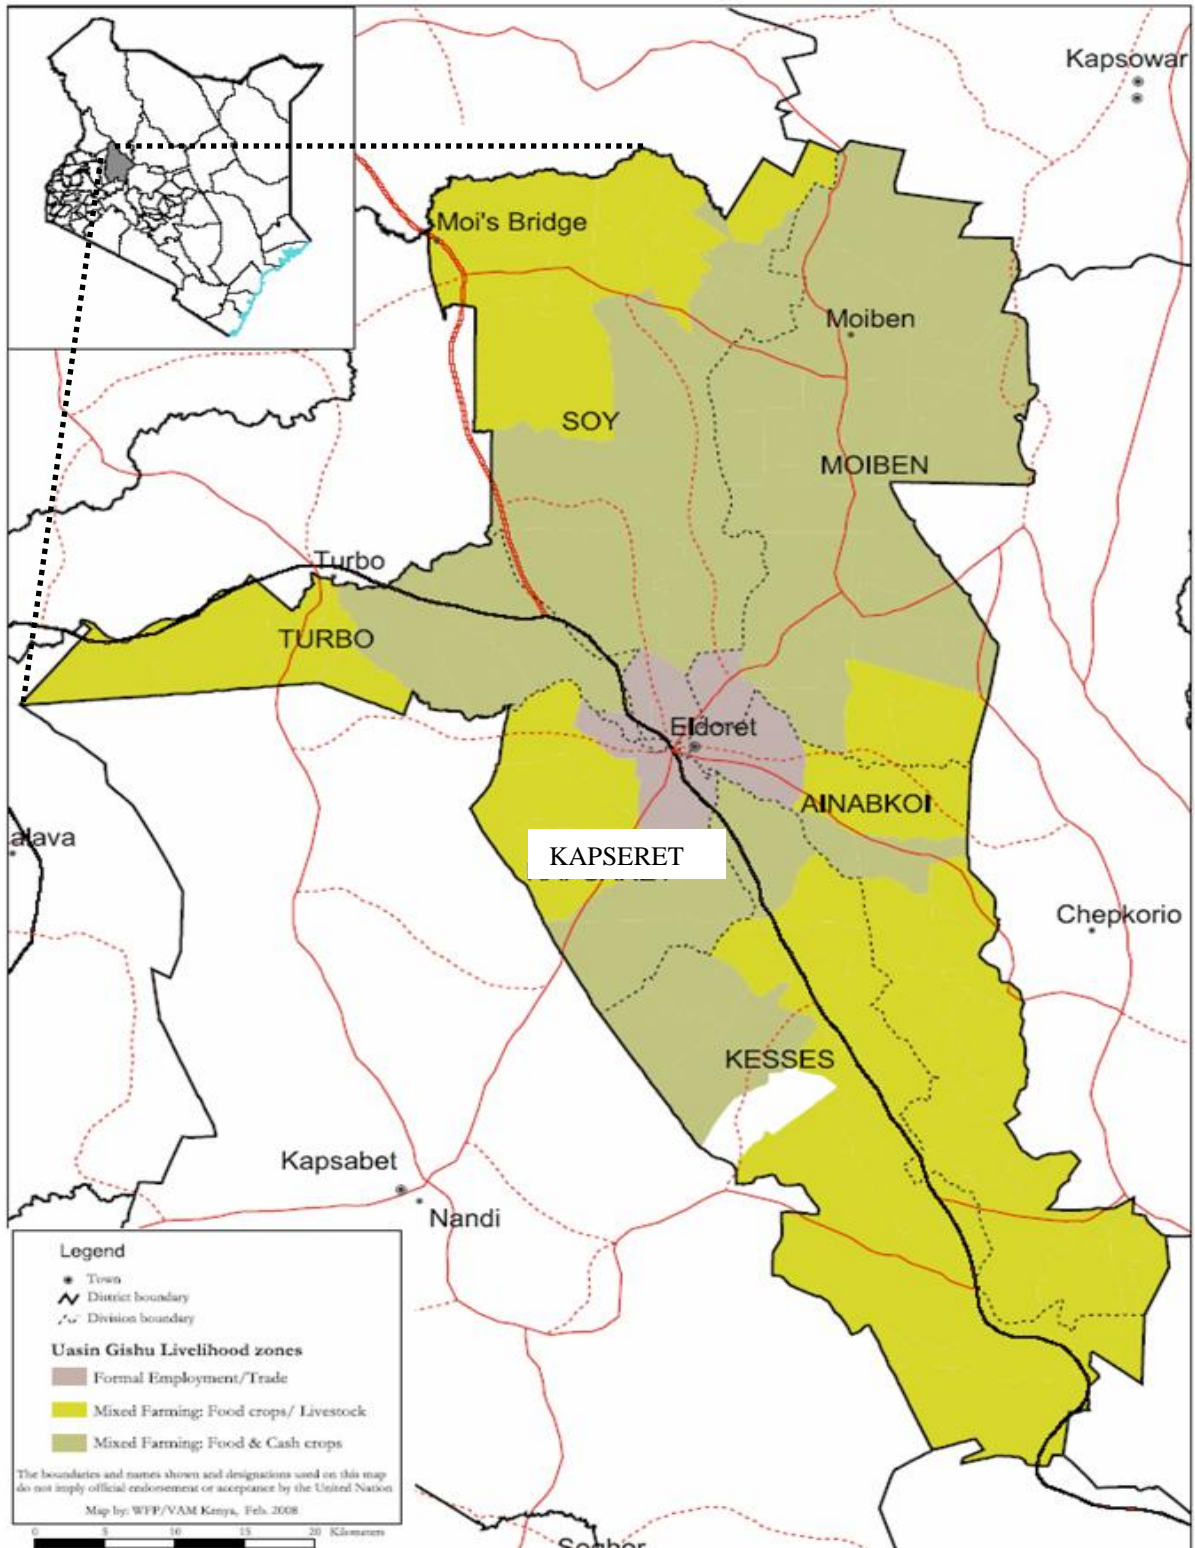 Kapsowar
Moi's Bridge
Moiben
SOY
MOIBEN
Turbo
TURBO
Eldoret
AINABKOI
alava
KAPSERET
Chepkorio
KESSES
Kapsabet
Nandi
Legend
Town
District boundary
Division boundary
Uasin Gishu Livelihood zones
Formal Employment/Trade
Mixed Farming: Food crops/ Livestock
Mixed Farming: Food & Cash crops
The boundaries and names shown and designations used on this map
do not imply official endorsement or acceptance by the United Nation
Map by: WFP/VAM Kenya, Feb. 2008
0 5 10 15 20 Kilometers